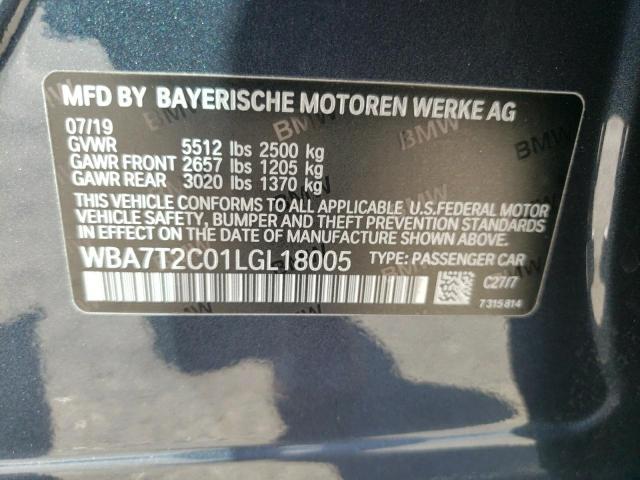 MFD BY BAYERISCHE MOTOREN WERKE AG
07/19
GVWR 5512 lbs 2500 kg
GAWR FRONT 2657 lbs 1205 kg
GAWR REAR 3020 lbs 1370 kg
THIS VEHICLE CONFORMS TO ALL APPLICABLE U.S.FEDERAL MOTOR
VEHICLE SAFETY, BUMPER AND THEFT PREVENTION STANDARDS
IN EFFECT ON THE DATE OF MANUFACTURE SHOWN ABOVE.
WBA7T2C01LGL18005 TYPE: PASSENGER CAR
C27/7
7315814